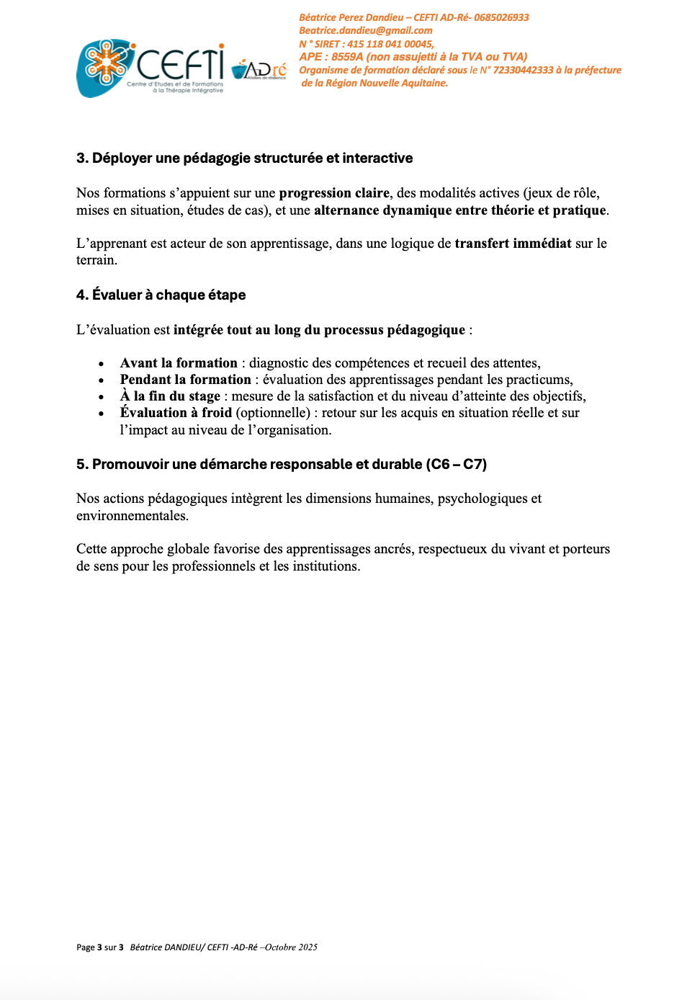 Béatrice Perez Dandieu – CEFTI AD-Ré- 0685026933
Beatrice.dandieu@gmail.com
N ° SIRET : 415 118 041 00045,
APE : 8559A (non assujetti à la TVA ou TVA)
Organisme de formation déclaré sous le N° 72330442333 à la préfecture
de la Région Nouvelle Aquitaine.
CEFTi
Centre d'Etudes et de Formations
à la Thérapie Intégrative
ADré
Ateliers de résilience
3. Déployer une pédagogie structurée et interactive
Nos formations s’appuient sur une progression claire, des modalités actives (jeux de rôle,
mises en situation, études de cas), et une alternance dynamique entre théorie et pratique.
L’apprenant est acteur de son apprentissage, dans une logique de transfert immédiat sur le
terrain.
4. Évaluer à chaque étape
L’évaluation est intégrée tout au long du processus pédagogique :
• Avant la formation : diagnostic des compétences et recueil des attentes,
• Pendant la formation : évaluation des apprentissages pendant les practicums,
• À la fin du stage : mesure de la satisfaction et du niveau d’atteinte des objectifs,
• Évaluation à froid (optionnelle) : retour sur les acquis en situation réelle et sur
l’impact au niveau de l’organisation.
5. Promouvoir une démarche responsable et durable (C6 – C7)
Nos actions pédagogiques intègrent les dimensions humaines, psychologiques et
environnementales.
Cette approche globale favorise des apprentissages ancrés, respectueux du vivant et porteurs
de sens pour les professionnels et les institutions.
Page 3 sur 3 Béatrice DANDIEU/ CEFTI -AD-Ré –Octobre 2025